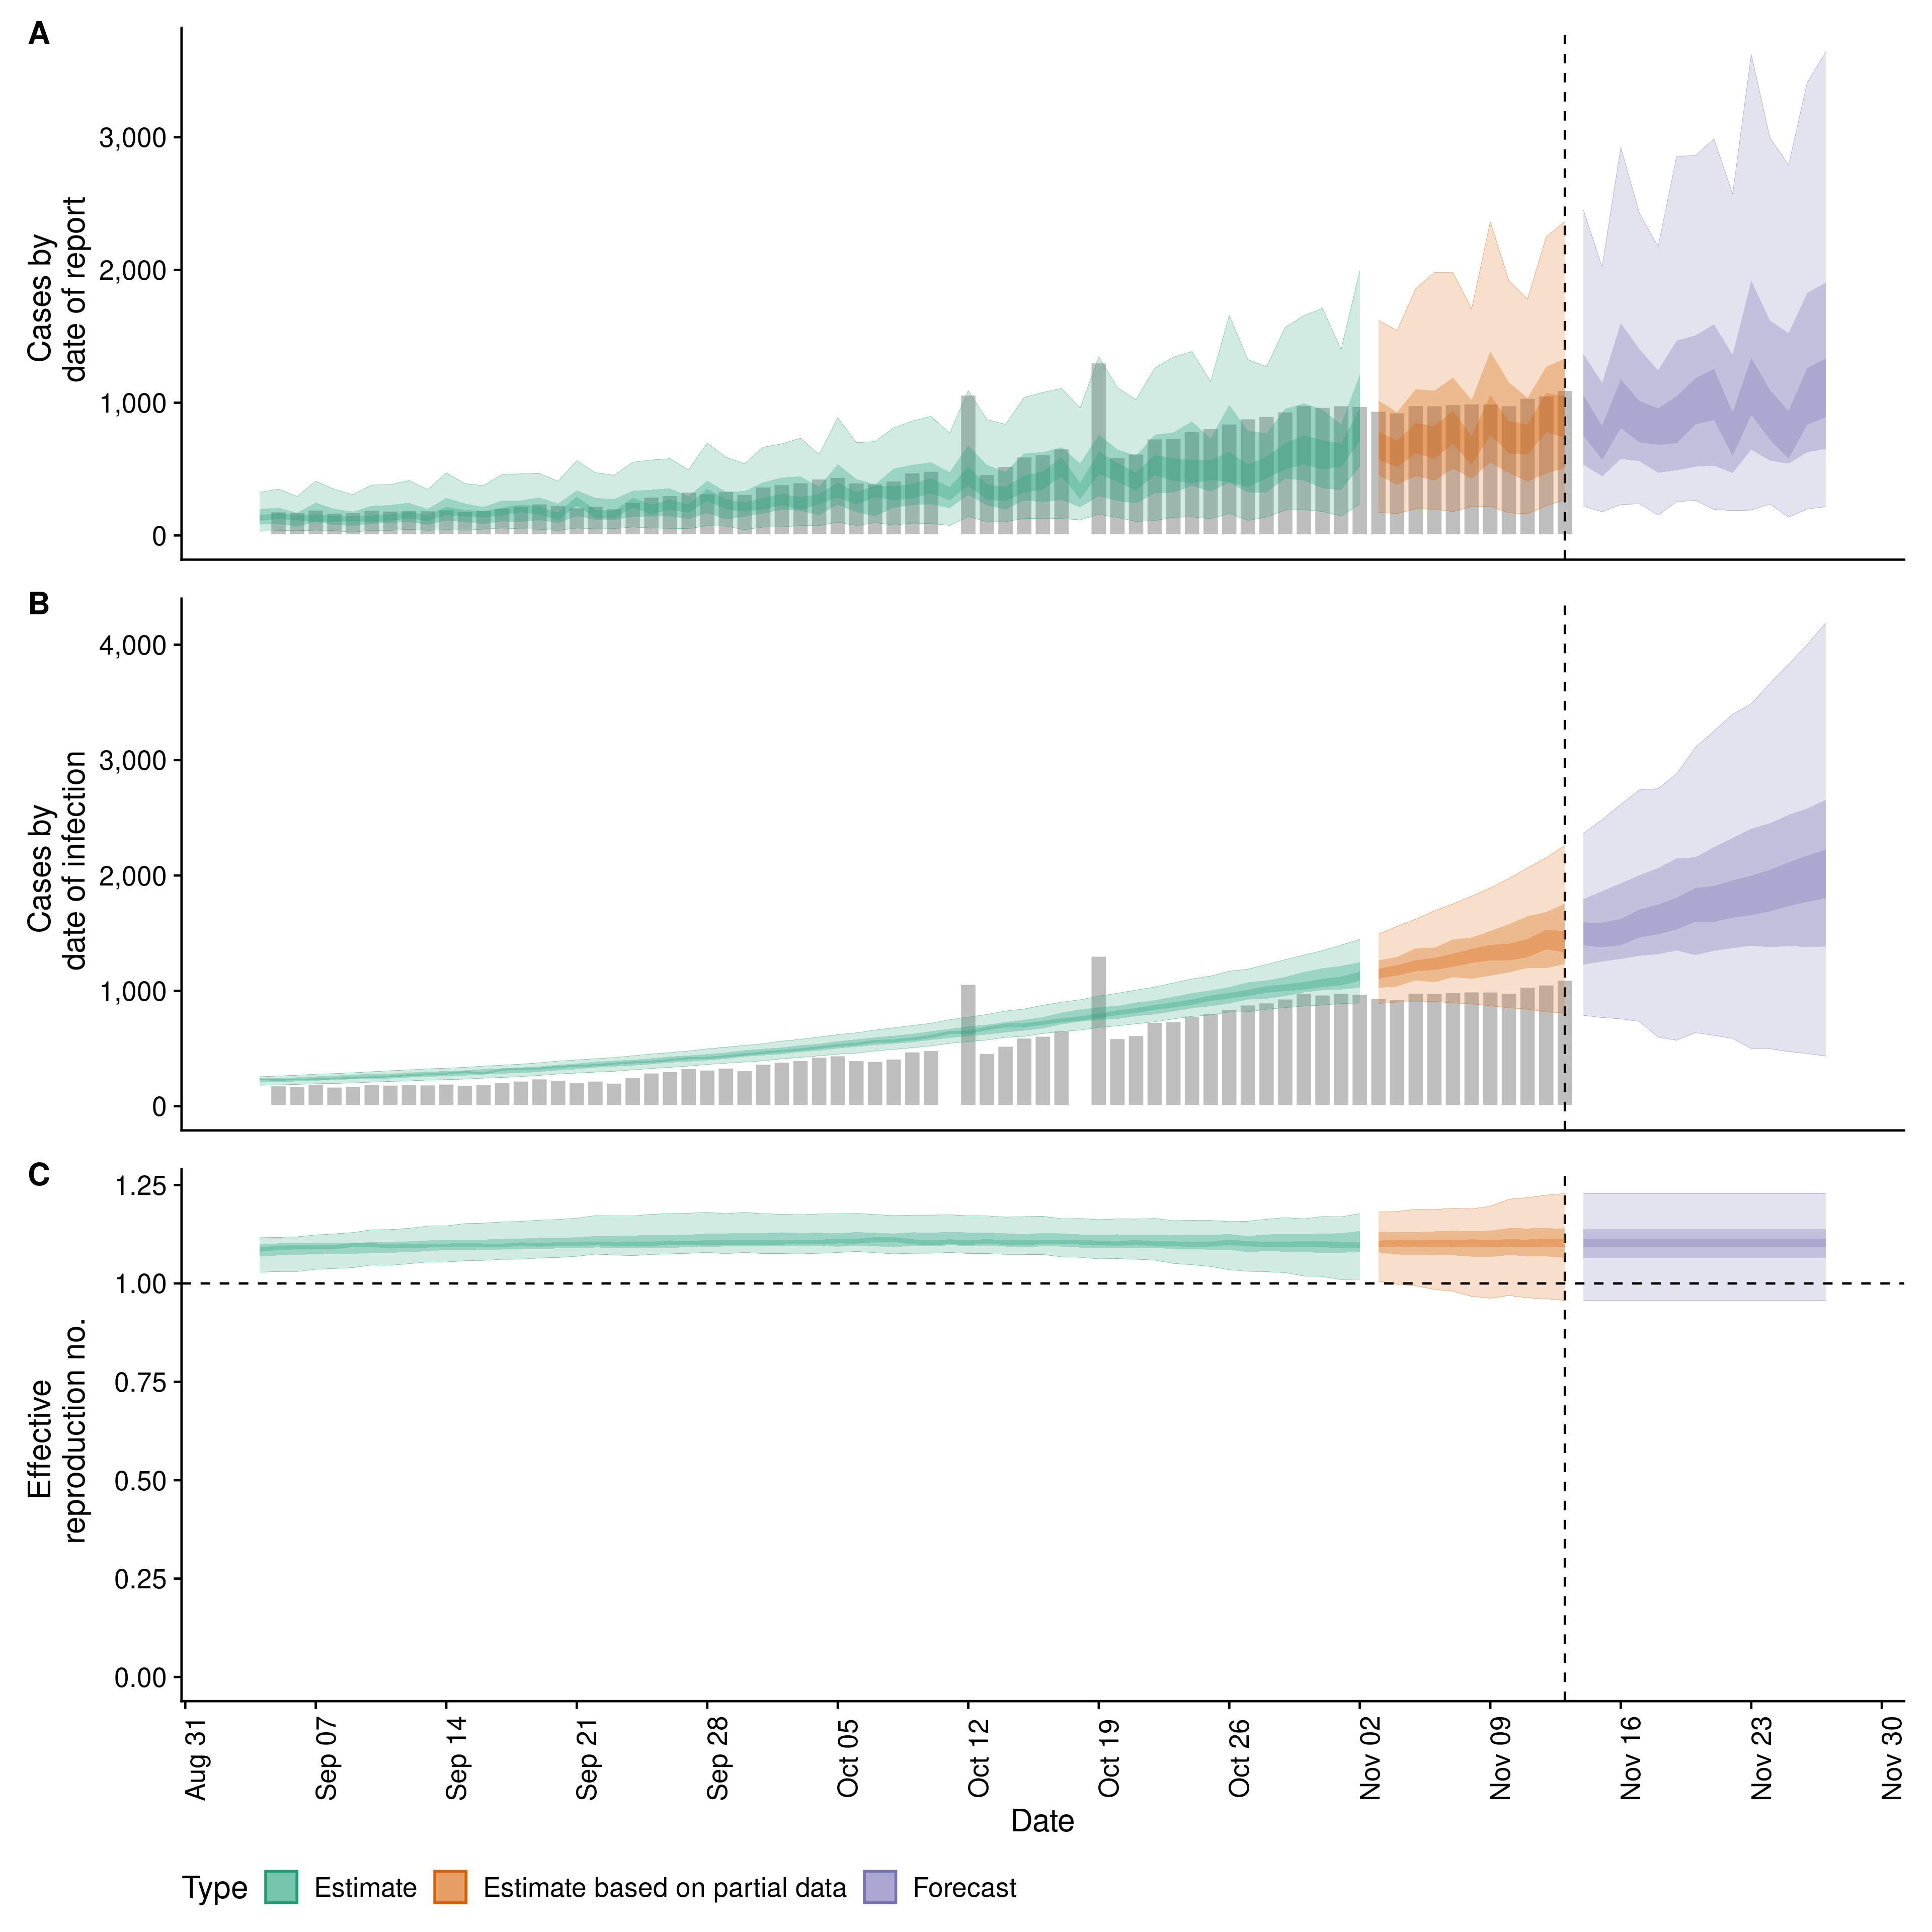 A
Cases by
date of report
3,000
2,000
1,000
0
B
Cases by
date of infection
4,000
3,000
2,000
1,000
0
C
Effective
reproduction no.
1.25
1.00
0.75
0.50
0.25
0.00
Aug 31
Sep 07
Sep 14
Sep 21
Sep 28
Oct 05
Oct 12
Oct 19
Oct 26
Nov 02
Nov 09
Nov 16
Nov 23
Nov 30
Date
Type Estimate Estimate based on partial data Forecast